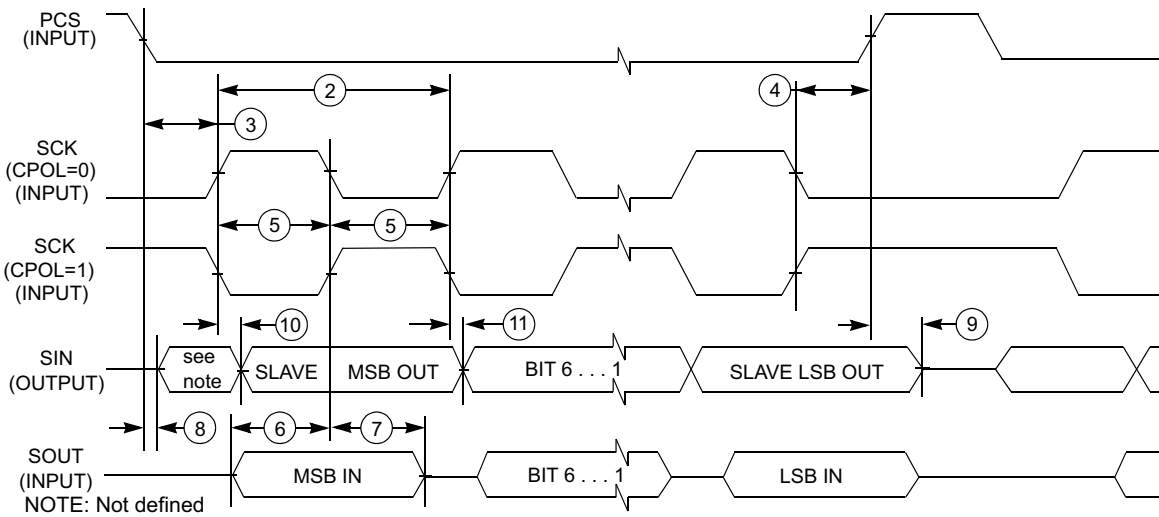 PCS
(INPUT)
2
4
3
SCK
(CPOL=0)
(INPUT)
5
5
SCK
(CPOL=1)
(INPUT)
10
11
9
SIN
(OUTPUT)
see
note
SLAVE
MSB OUT
BIT 6 . . . 1
SLAVE LSB OUT
8
6
7
SOUT
(INPUT)
MSB IN
BIT 6 . . . 1
LSB IN
NOTE: Not defined